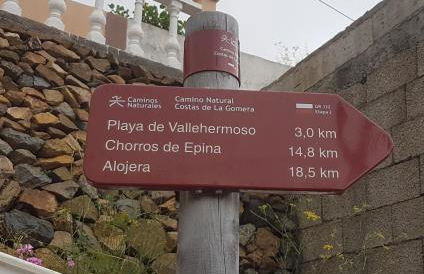 Caminos
Naturales
Camino Natural
Costas de La Gomera
GR 132
Etapa 2
Playa de Vallehermoso 3,0 km
Chorros de Epina 14,8 km
Alojera 18,5 km